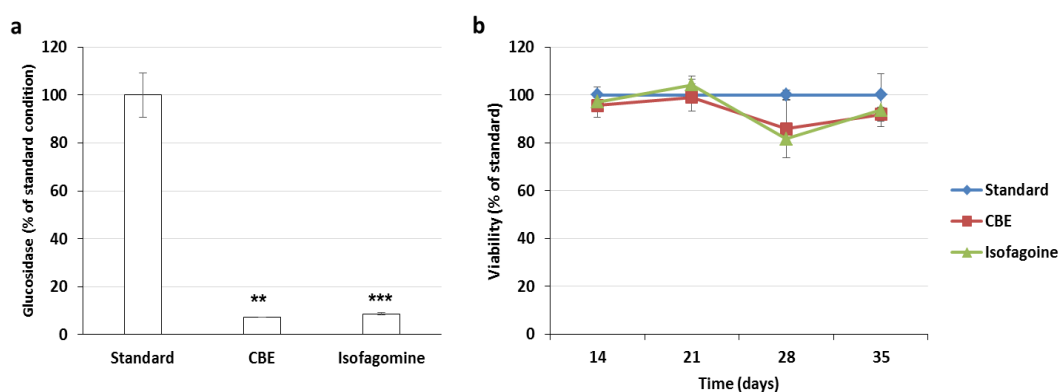 a
Glucosidase (% of standard condition)
120
100
80
60
40
20
0
**
***
Standard CBE Isofagomine
b
Viability (% of standard)
120
100
80
60
40
20
0
14 21 28 35
Time (days)
Standard
CBE
Isofagoine